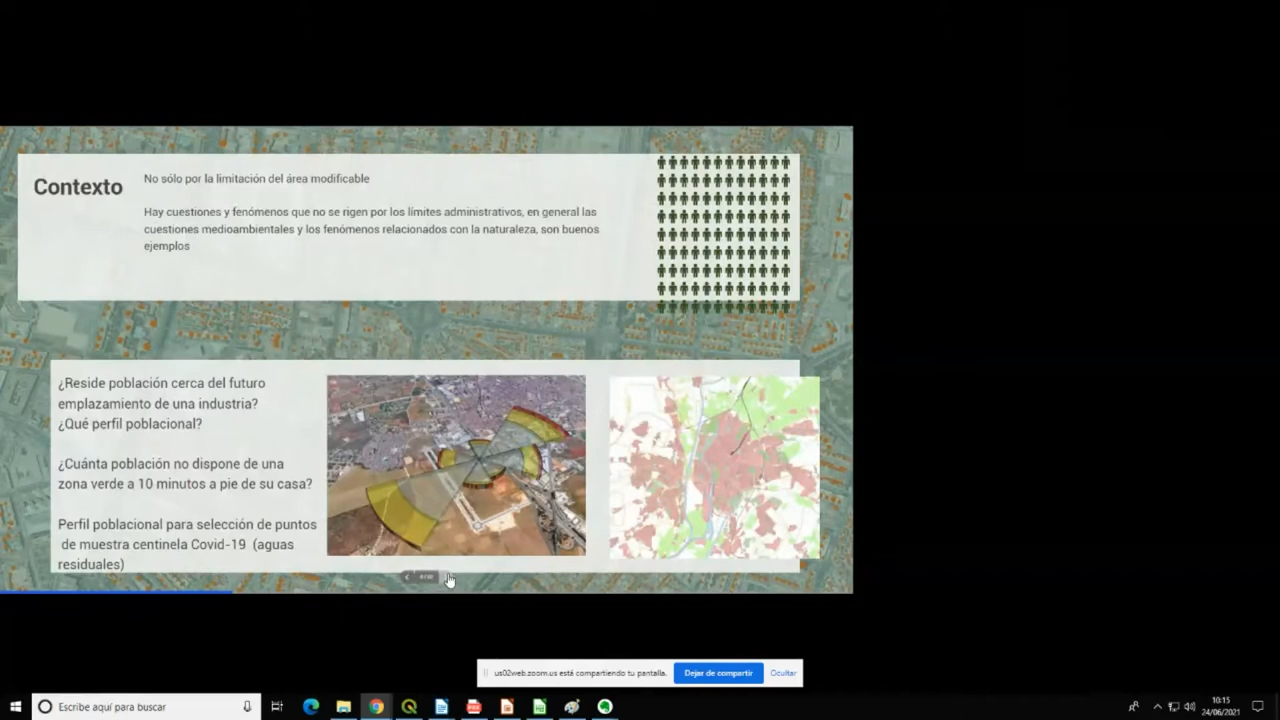 Contexto
No sólo por la limitación del área modificable
Hay cuestiones y fenómenos que no se rigen por los límites administrativos, en general las
cuestiones medioambientales y los fenómenos relacionados con la naturaleza, son buenos
ejemplos
¿Reside población cerca del futuro
emplazamiento de una industria?
¿Qué perfil poblacional?
¿Cuánta población no dispone de una
zona verde a 10 minutos a pie de su casa?
Perfil poblacional para selección de puntos
de muestra centinela Covid-19 (aguas
residuales)
us02web.zoom.us está compartiendo tu pantalla.
Dejar de compartir
Ocultar
Escribe aquí para buscar
10:15
24/06/2021